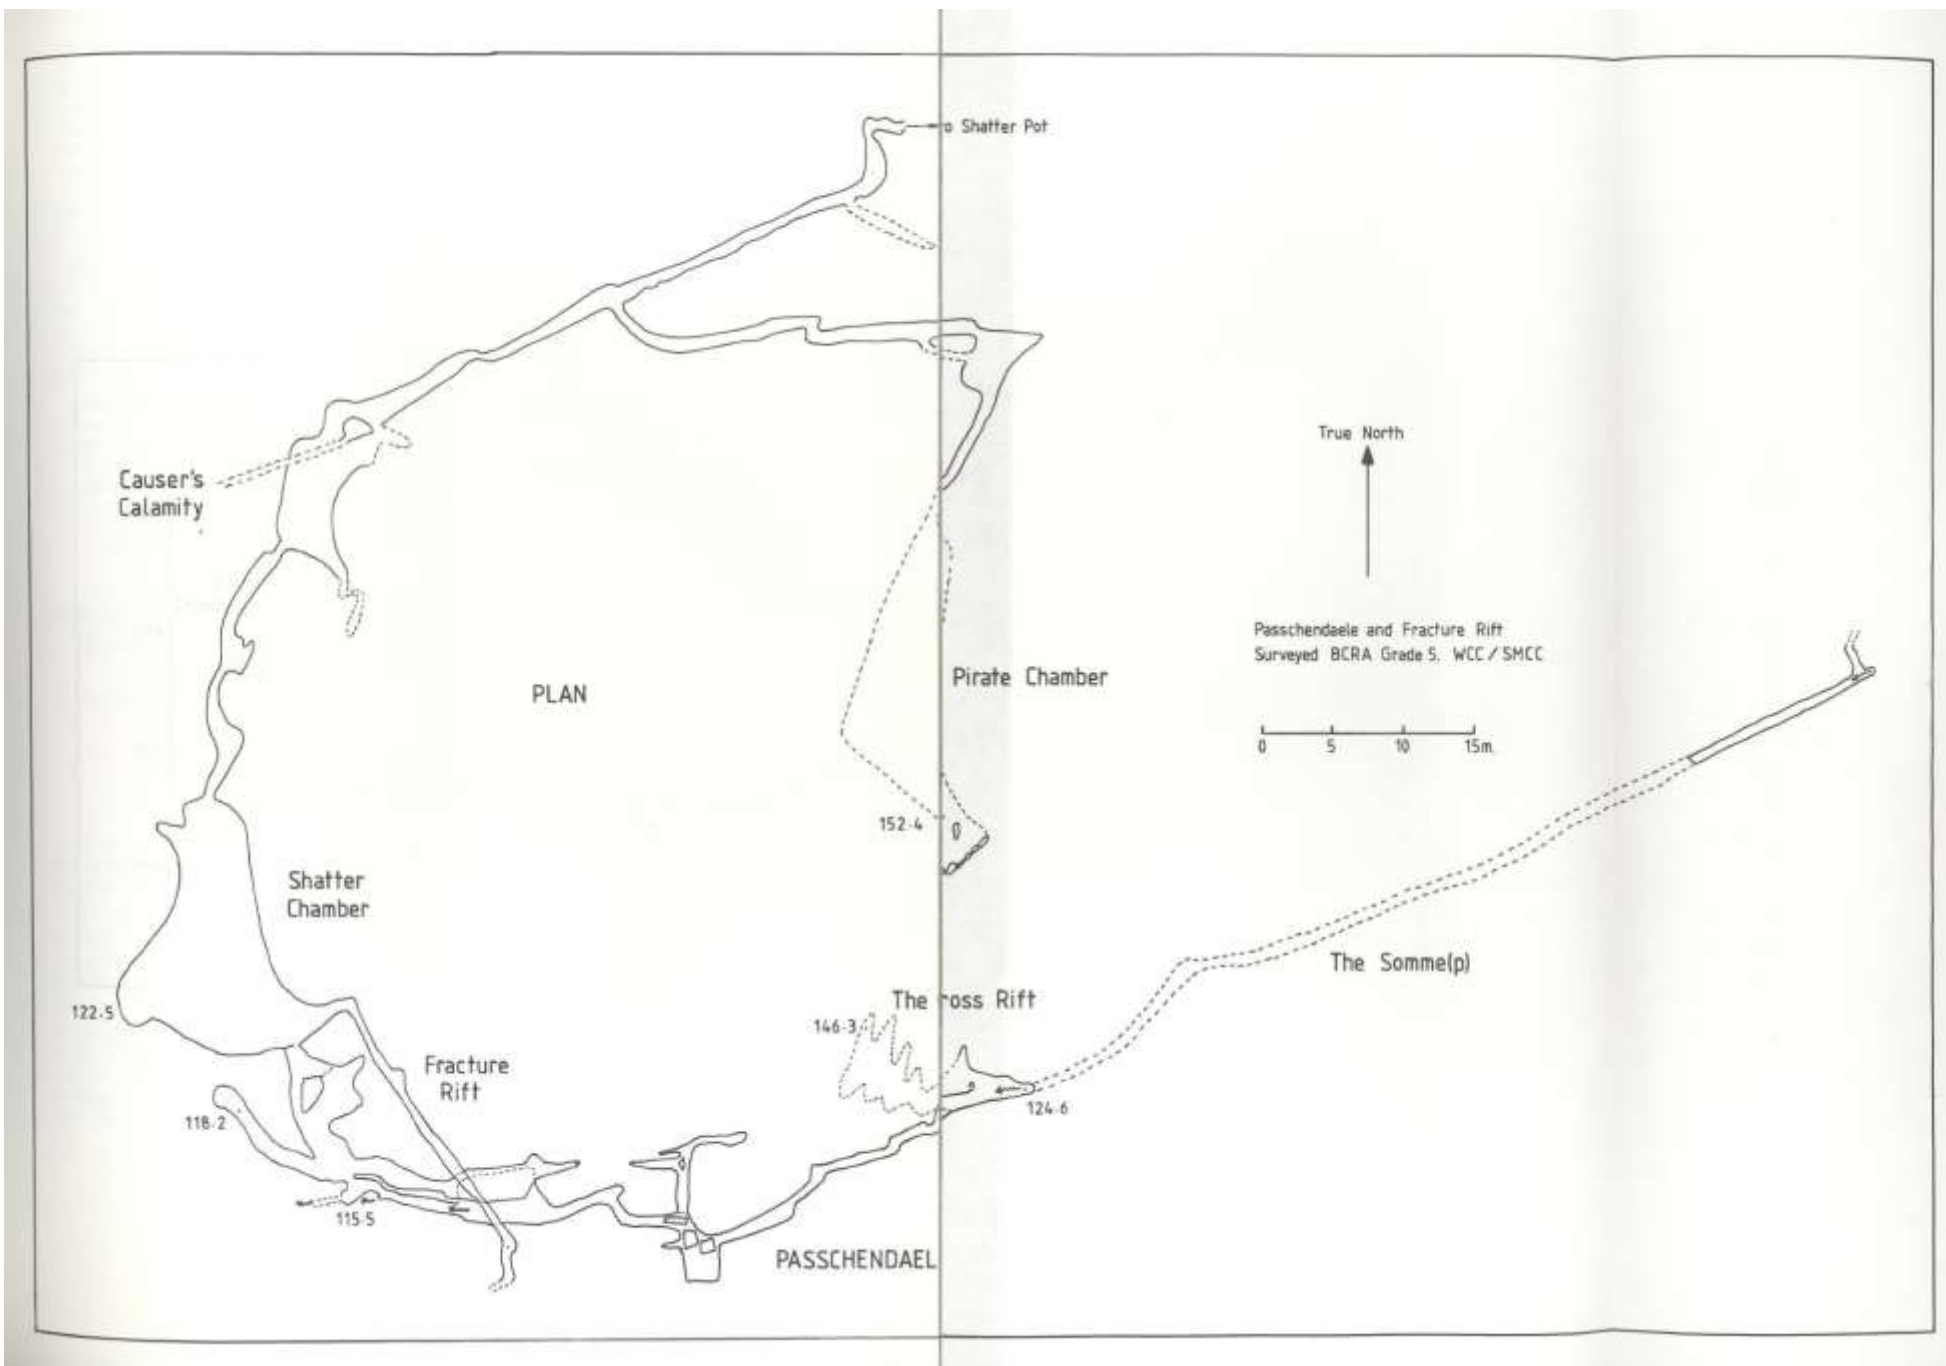 Shatter Pot
True North
Causer's
Calamity
Passchendaele and Fracture Rift
Surveyed BCRA Grade 5. WCC/SMCC
Pirate Chamber
PLAN
0 5 10 15m.
152·4
Shatter
Chamber
The Somme(p)
The ross Rift
122·5
146·3
Fracture
Rift
124·6
118·2
115·5
PASSCHENDAEL